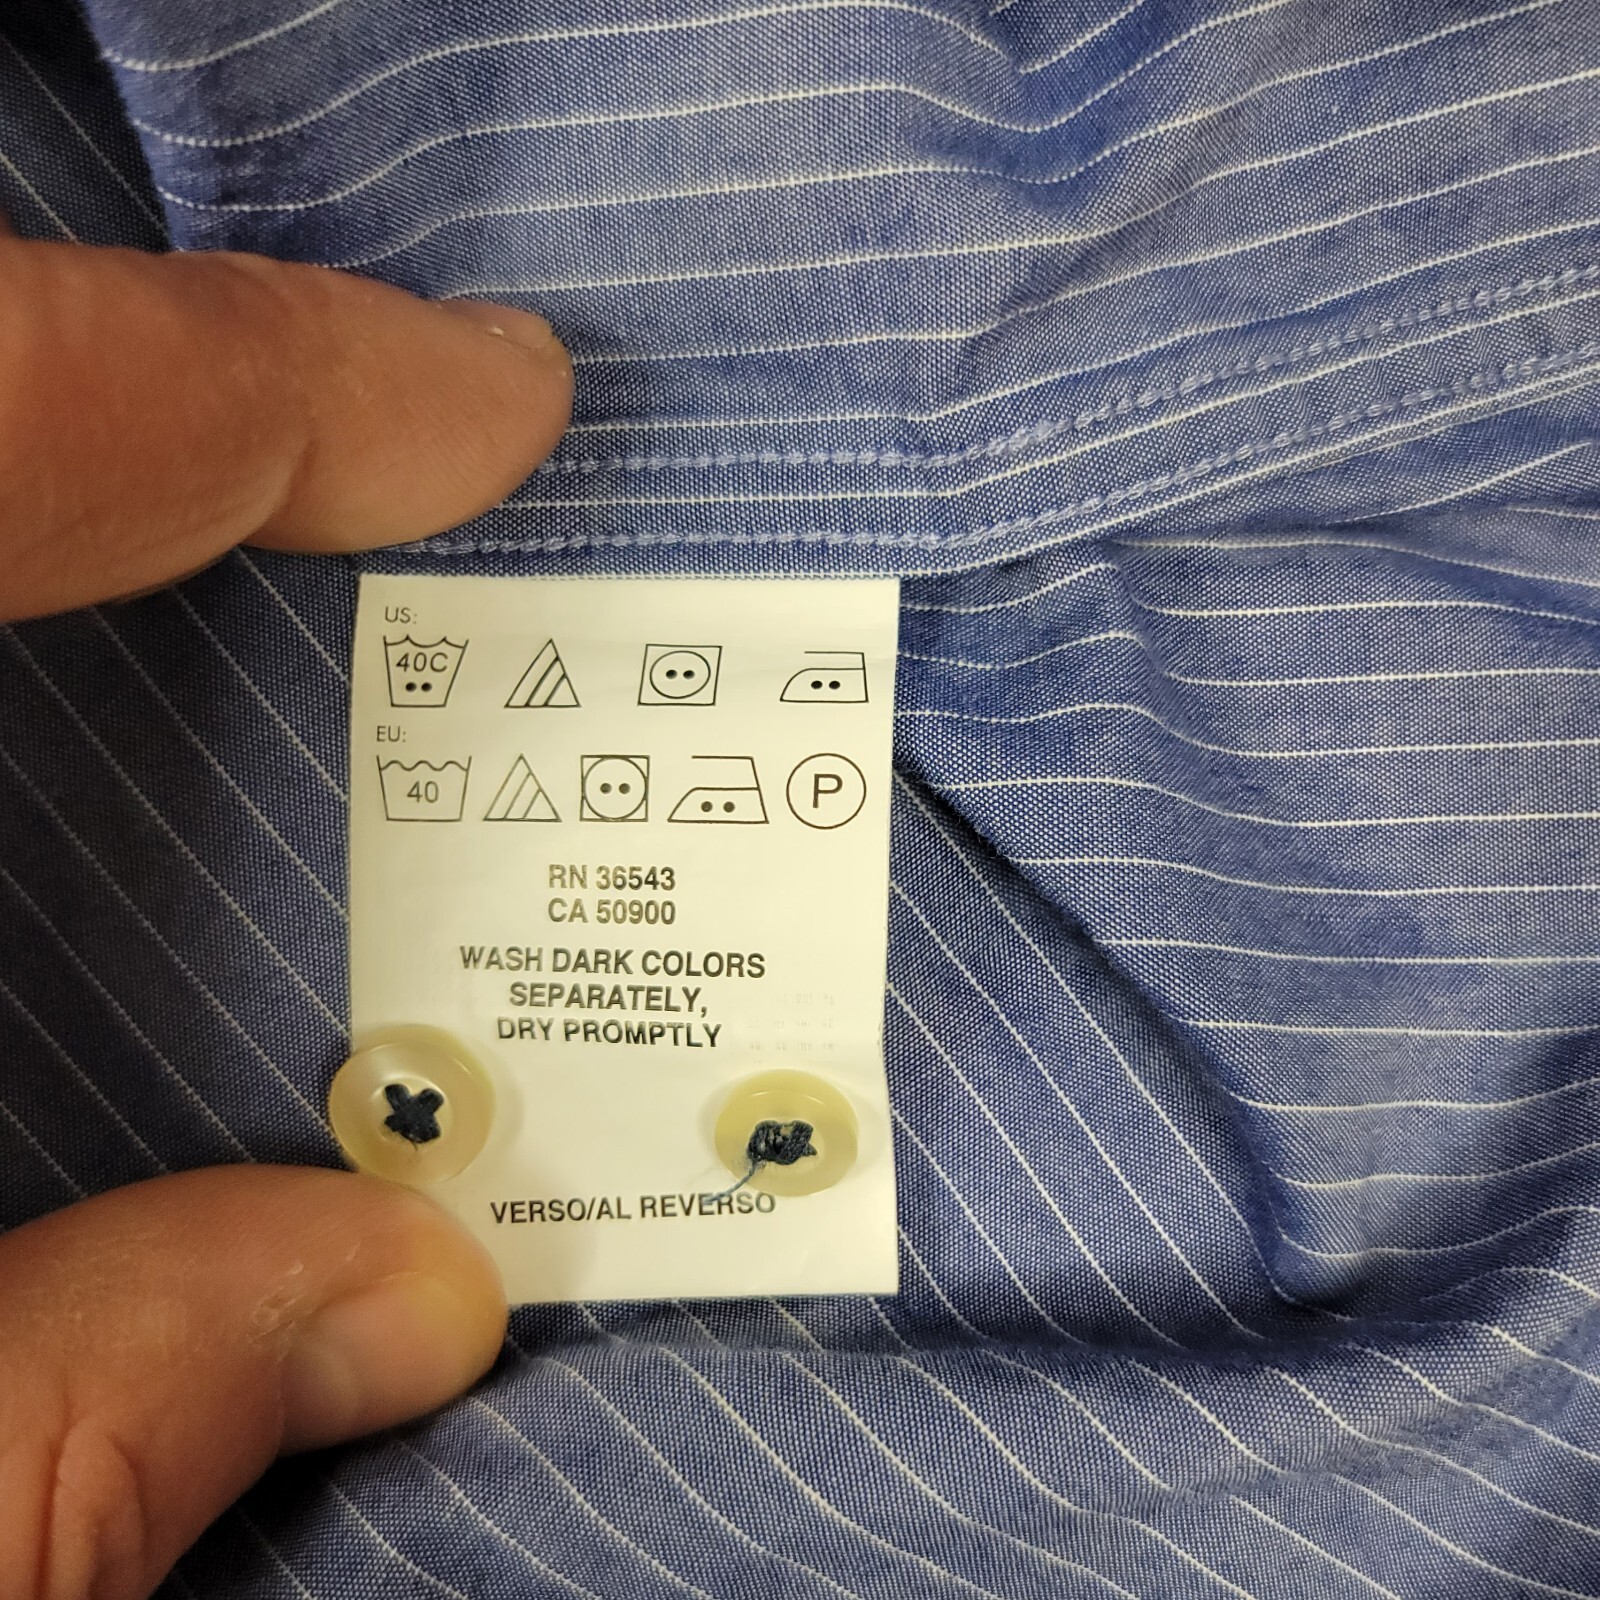 US:
40C
EU:
40
P
RN 36543
CA 50900
WASH DARK COLORS
SEPARATELY,
DRY PROMPTLY
VERSO/AL REVERSO